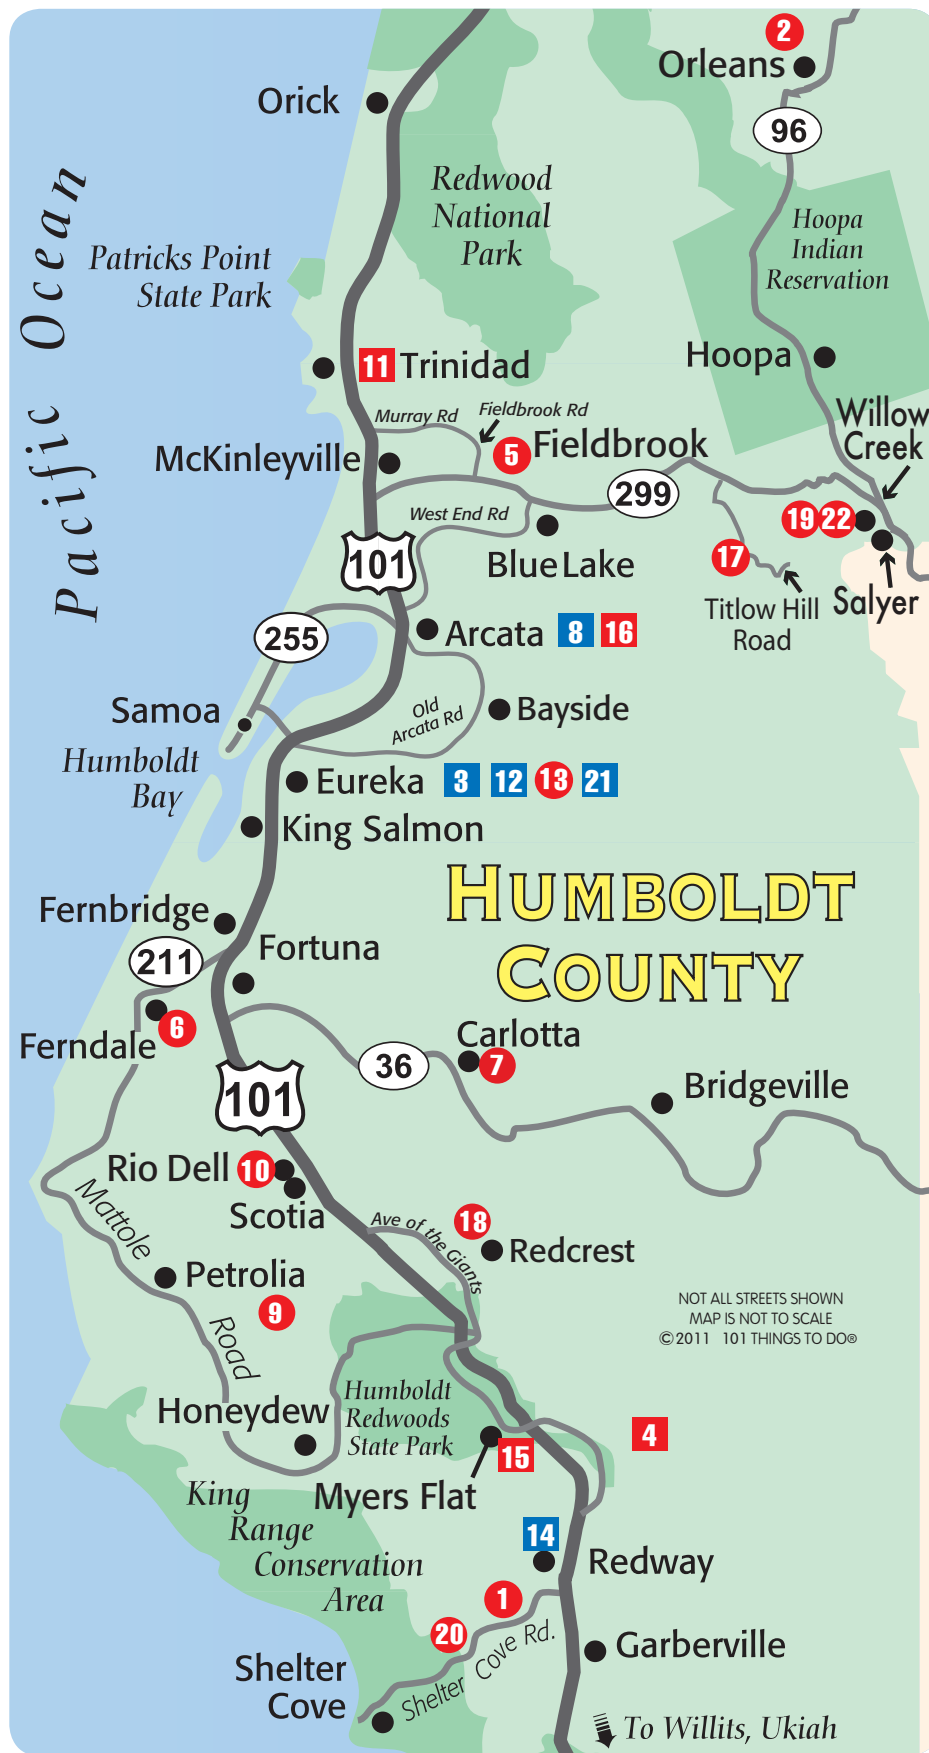 2
Orleans
Orick
96
Pacific Ocean
Redwood
National
Park
Hoopa
Indian
Reservation
Patricks Point
State Park
Hoopa
11 Trinidad
Murray Rd
Fieldbrook Rd
Willow
Creek
McKinleyville
5 Fieldbrook
299
West End Rd
19 22
101
Blue Lake
17
Titlow Hill
Road
Salyer
255
Arcata 8 16
Samoa
Old
Arcata Rd
Bayside
Humboldt
Bay
Eureka 3 12 13 21
King Salmon
HUMBOLDT
COUNTY
Fernbridge
211
Fortuna
6
Ferndale
Carlotta
36
7
Bridgeville
101
Rio Dell 10
Scotia
Mattole
Road
Ave of the Giants
18
Redcrest
Petrolia
9
NOT ALL STREETS SHOWN
MAP IS NOT TO SCALE
©2011 101 THINGS TO DO®
Honeydew
Humboldt
Redwoods
State Park
4
15
Myers Flat
King
Range
Conservation
Area
14
Redway
1
20
Shelter Cove Rd.
Garberville
Shelter
Cove
To Willits, Ukiah